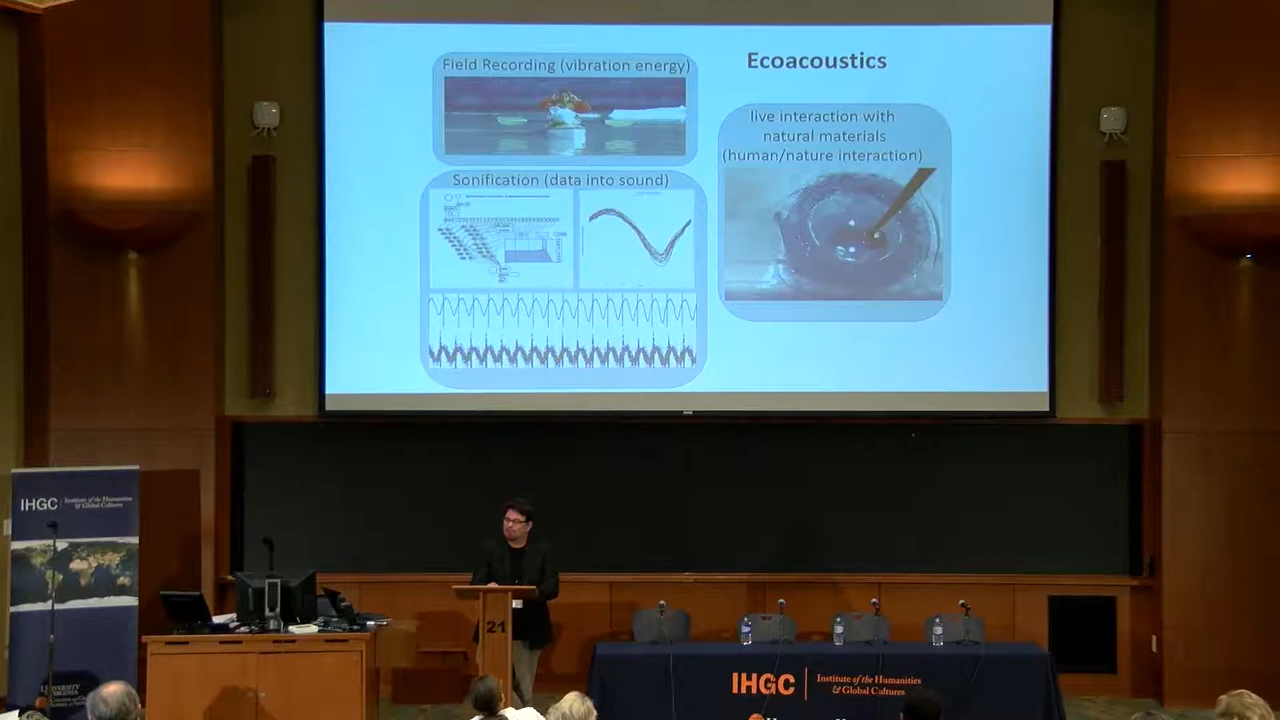 Field Recording (vibration energy)
Ecoacoustics
live interaction with
natural materials
(human/nature interaction)
Sonification (data into sound)
IHGC | Institute of the Humanities
& Global Cultures
21
IHGC | Institute of the Humanities
& Global Cultures